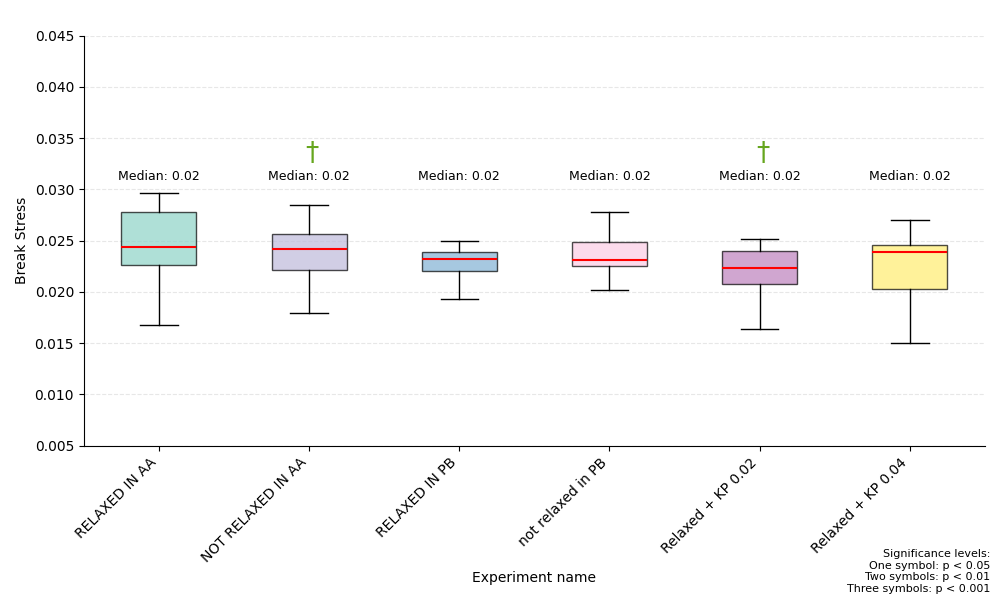 0.045
0.040
0.035
0.030
0.025
0.020
0.015
0.010
0.005
Break Stress
† †
Median: 0.02 Median: 0.02 Median: 0.02 Median: 0.02 Median: 0.02 Median: 0.02
RELAXED IN AA
NOT RELAXED IN AA
RELAXED IN PB
not relaxed in PB
Relaxed + KP 0.02
Relaxed + KP 0.04
Experiment name
Significance levels:
One symbol: p < 0.05
Two symbols: p < 0.01
Three symbols: p < 0.001